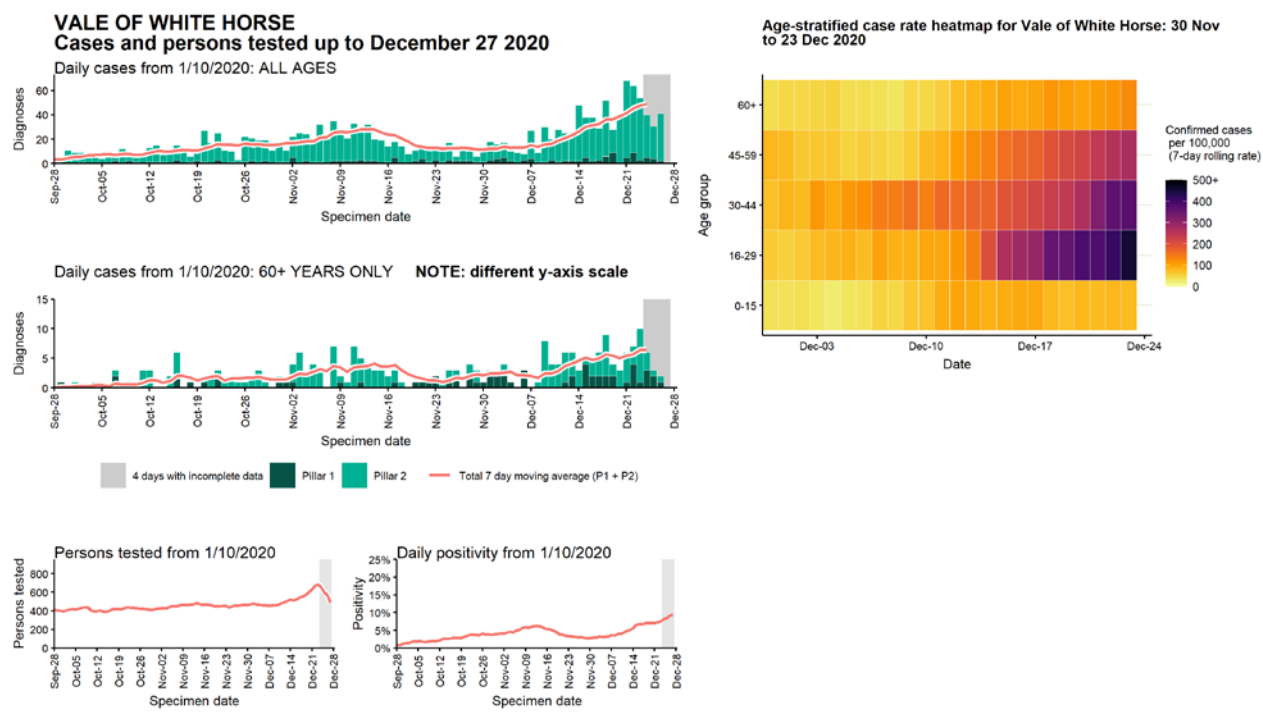 VALE OF WHITE HORSE
Cases and persons tested up to December 27 2020
Daily cases from 1/10/2020: ALL AGES
Diagnoses
60
40
20
0
Sep-28 Oct-05 Oct-12 Oct-19 Oct-26 Nov-02 Nov-09 Nov-16 Nov-23 Nov-30 Dec-07 Dec-14 Dec-21 Dec-28
Specimen date
Daily cases from 1/10/2020: 60+ YEARS ONLY NOTE: different y-axis scale
Diagnoses
15
10
5
0
Sep-28 Oct-05 Oct-12 Oct-19 Oct-26 Nov-02 Nov-09 Nov-16 Nov-23 Nov-30 Dec-07 Dec-14 Dec-21 Dec-28
Specimen date
4 days with incomplete data Pillar 1 Pillar 2 Total 7 day moving average (P1 + P2)
Persons tested from 1/10/2020
Persons tested
800
600
400
200
0
Sep-28 Oct-05 Oct-12 Oct-19 Oct-26 Nov-02 Nov-09 Nov-16 Nov-23 Nov-30 Dec-07 Dec-14 Dec-21 Dec-28
Specimen date
Daily positivity from 1/10/2020
Positivity
25%
20%
15%
10%
5%
0%
Sep-28 Oct-05 Oct-12 Oct-19 Oct-26 Nov-02 Nov-09 Nov-16 Nov-23 Nov-30 Dec-07 Dec-14 Dec-21 Dec-28
Specimen date
Age-stratified case rate heatmap for Vale of White Horse: 30 Nov
to 23 Dec 2020
Age group
60+
45-59
30-44
16-29
0-15
Dec-03 Dec-10 Dec-17 Dec-24
Date
Confirmed cases
per 100,000
(7-day rolling rate)
500+
400
300
200
100
0